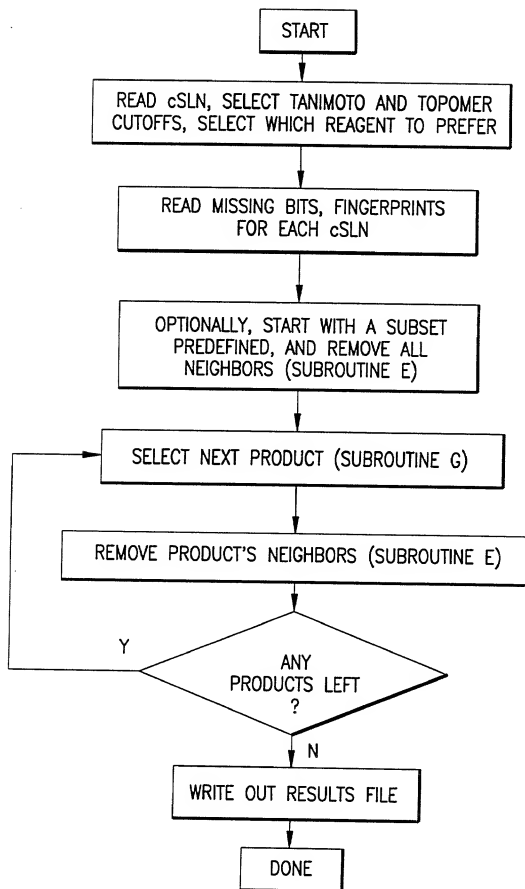 START
READ cSLN, SELECT TANIMOTO AND TOPOMER
CUTOFFS, SELECT WHICH REAGENT TO PREFER
READ MISSING BITS, FINGERPRINTS
FOR EACH cSLN
OPTIONALLY, START WITH A SUBSET
PREDEFINED, AND REMOVE ALL
NEIGHBORS (SUBROUTINE E)
SELECT NEXT PRODUCT (SUBROUTINE G)
REMOVE PRODUCT'S NEIGHBORS (SUBROUTINE E)
Y
ANY
PRODUCTS LEFT
?
N
WRITE OUT RESULTS FILE
DONE